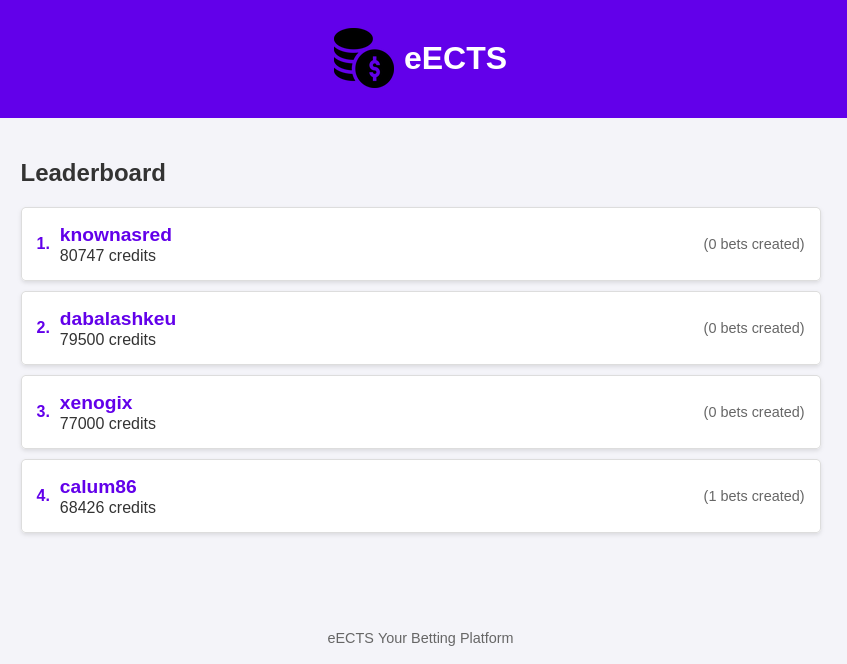 $ eECTS
Leaderboard
1. knownasred
80747 credits
(0 bets created)
2. dabalashkeu
79500 credits
(0 bets created)
3. xenogix
77000 credits
(0 bets created)
4. calum86
68426 credits
(1 bets created)
eECTS Your Betting Platform